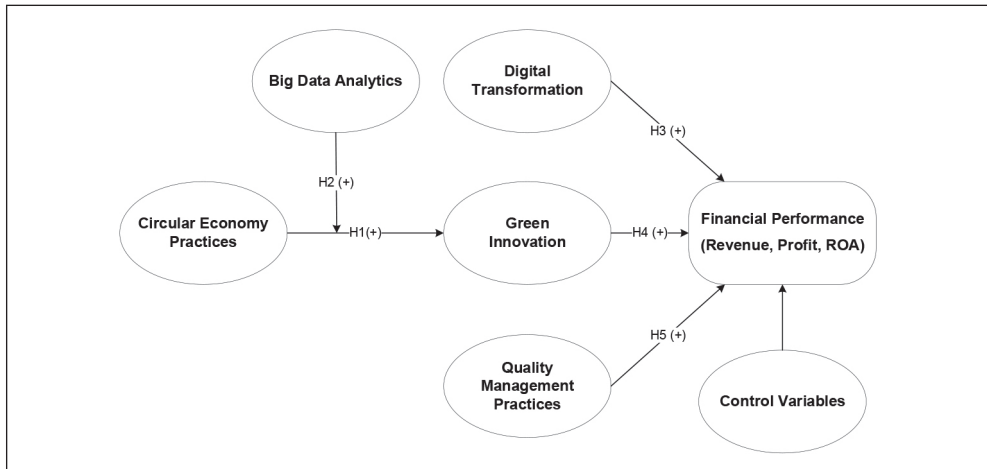 Big Data Analytics
Digital
Transformation
H3 (+)
H2 (+)
Circular Economy
Practices
H1(+)
Green
Innovation
H4 (+)
Financial Performance
(Revenue, Profit, ROA)
H5 (+)
Quality
Management
Practices
Control Variables